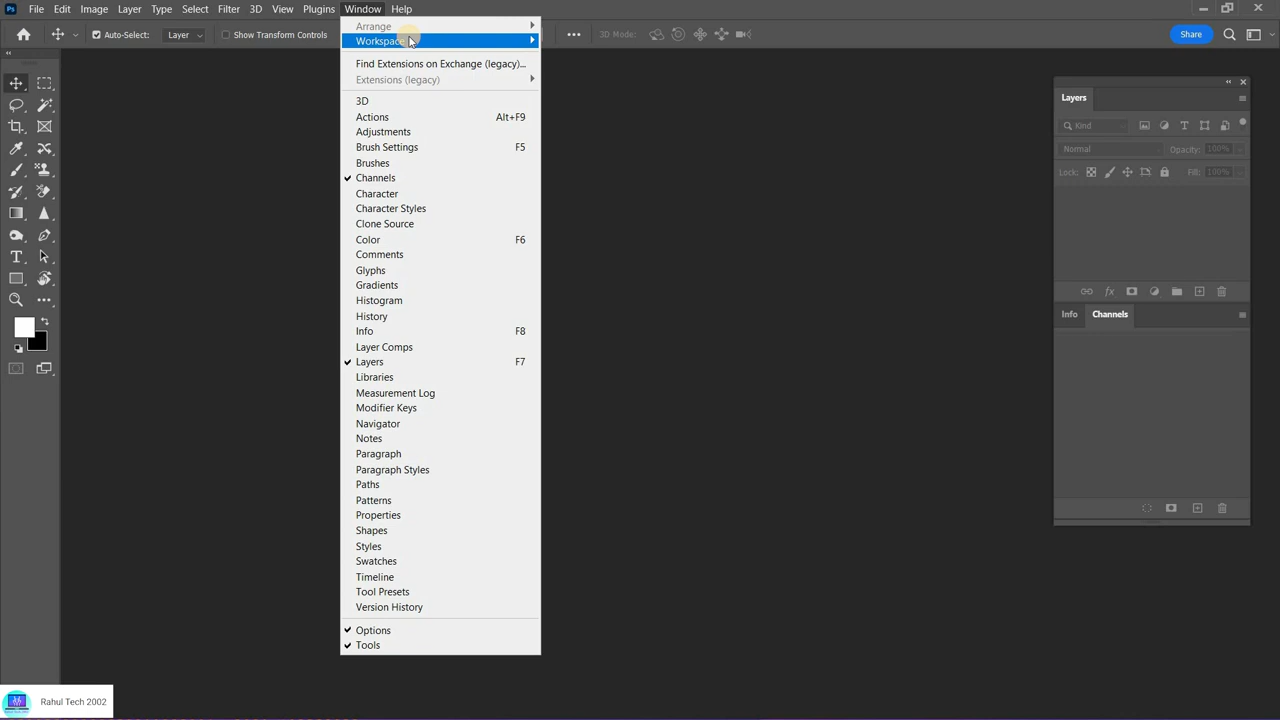 Ps File Edit Image Layer Type Select Filter 3D View Plugins Window Help
Auto-Select: Layer Show Transform Controls 3D Mode: Share
Arrange
Workspace
Find Extensions on Exchange (legacy)...
Extensions (legacy)
3D
Actions Alt+F9
Adjustments
Brush Settings F5
Brushes
Channels
Character
Character Styles
Clone Source
Color F6
Comments
Glyphs
Gradients
Histogram
History
Info F8
Layer Comps
Layers F7
Libraries
Measurement Log
Modifier Keys
Navigator
Notes
Paragraph
Paragraph Styles
Paths
Patterns
Properties
Shapes
Styles
Swatches
Timeline
Tool Presets
Version History
Options
Tools
Layers
Kind
Normal Opacity: 100%
Lock: Fill: 100%
fx
Info Channels
Rahul Tech 2002